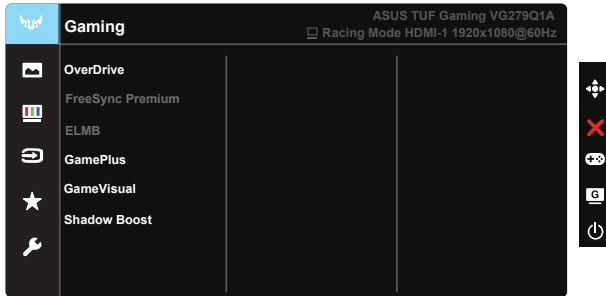 Gaming
ASUS TUF Gaming VG279Q1A
Racing Mode HDMI-1 1920x1080@60Hz
OverDrive
FreeSync Premium
ELMB
GamePlus
GameVisual
Shadow Boost
G